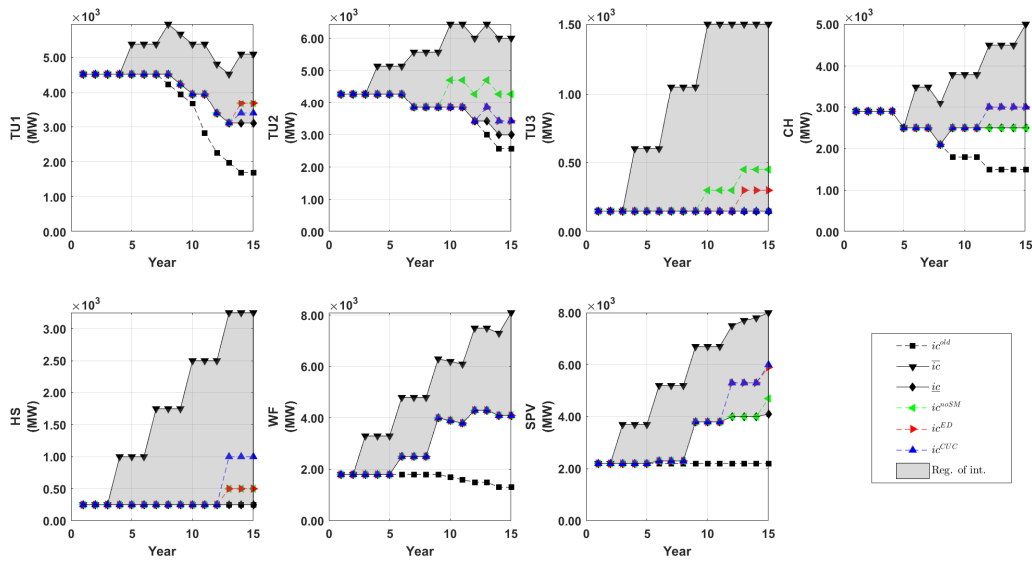 ×10³
5.00
4.00
3.00
2.00
1.00
0.00
TU1
(MW)
0 5 10 15
Year
×10³
6.00
5.00
4.00
3.00
2.00
1.00
0.00
TU2
(MW)
0 5 10 15
Year
×10³
1.50
1.00
0.50
0.00
TU3
(MW)
0 5 10 15
Year
×10³
5.00
4.00
3.00
2.00
1.00
0.00
CH
(MW)
0 5 10 15
Year
×10³
3.00
2.50
2.00
1.50
1.00
0.50
0.00
HS
(MW)
0 5 10 15
Year
×10³
8.00
6.00
4.00
2.00
0.00
WF
(MW)
0 5 10 15
Year
×10³
8.00
6.00
4.00
2.00
0.00
SPV
(MW)
0 5 10 15
Year
ic^old
i̅c̅
i̲c̲
ic^noSM
ic^ED
ic^CUC
Reg. of int.